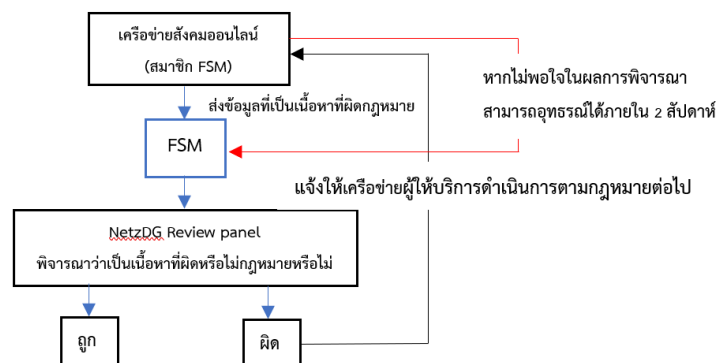 เครือข่ายสังคมออนไลน์
(สมาชิก FSM)
หากไม่พอใจในผลการพิจารณา
สามารถอุทธรณ์ได้ภายใน 2 สัปดาห์
ส่งข้อมูลที่เป็นเนื้อหาที่ผิดกฎหมาย
FSM
แจ้งให้เครือข่ายผู้ให้บริการดำเนินการตามกฎหมายต่อไป
NetzDG Review panel
พิจารณาว่าเป็นเนื้อหาที่ผิดหรือไม่กฎหมายหรือไม่
ถูก
ผิด